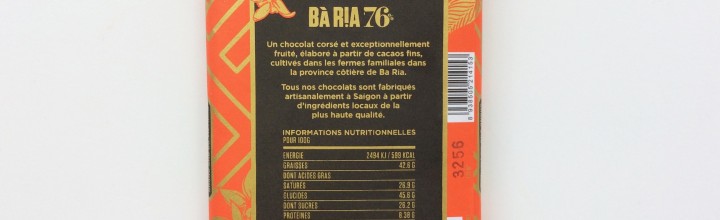 BÀ RỊA 76%
Un chocolat corsé et exceptionnellement
fruité, élaboré à partir de cacaos fins,
cultivés dans les fermes familiales dans
la province côtière de Ba Ria.
Tous nos chocolats sont fabriqués
artisanalement à Saigon à partir
d'ingrédients locaux de la
plus haute qualité.
INFORMATIONS NUTRITIONNELLES
POUR 100G
ENERGIE 2494 KJ / 599 KCAL
GRAISSES 42.6 G
DONT ACIDES GRAS
SATURÉS 26.9 G
GLUCIDES 45.6 G
DONT SUCRES 26.2 G
PROTEINES 8.38 G
3256